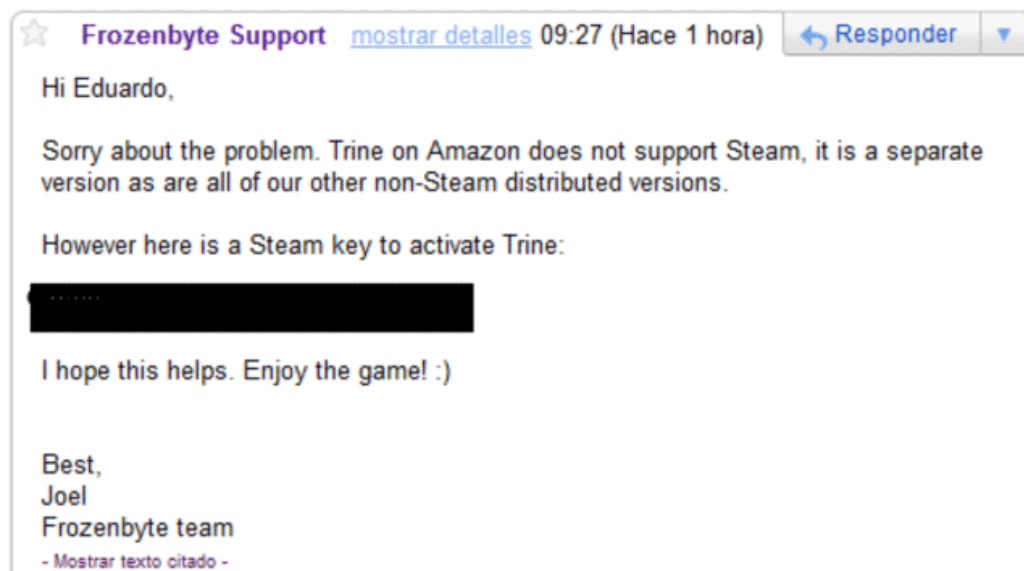 Frozenbyte Support mostrar detalles 09:27 (Hace 1 hora) Responder
Hi Eduardo,
Sorry about the problem. Trine on Amazon does not support Steam, it is a separate
version as are all of our other non-Steam distributed versions.
However here is a Steam key to activate Trine:
I hope this helps. Enjoy the game! :)
Best,
Joel
Frozenbyte team
- Mostrar texto citado -